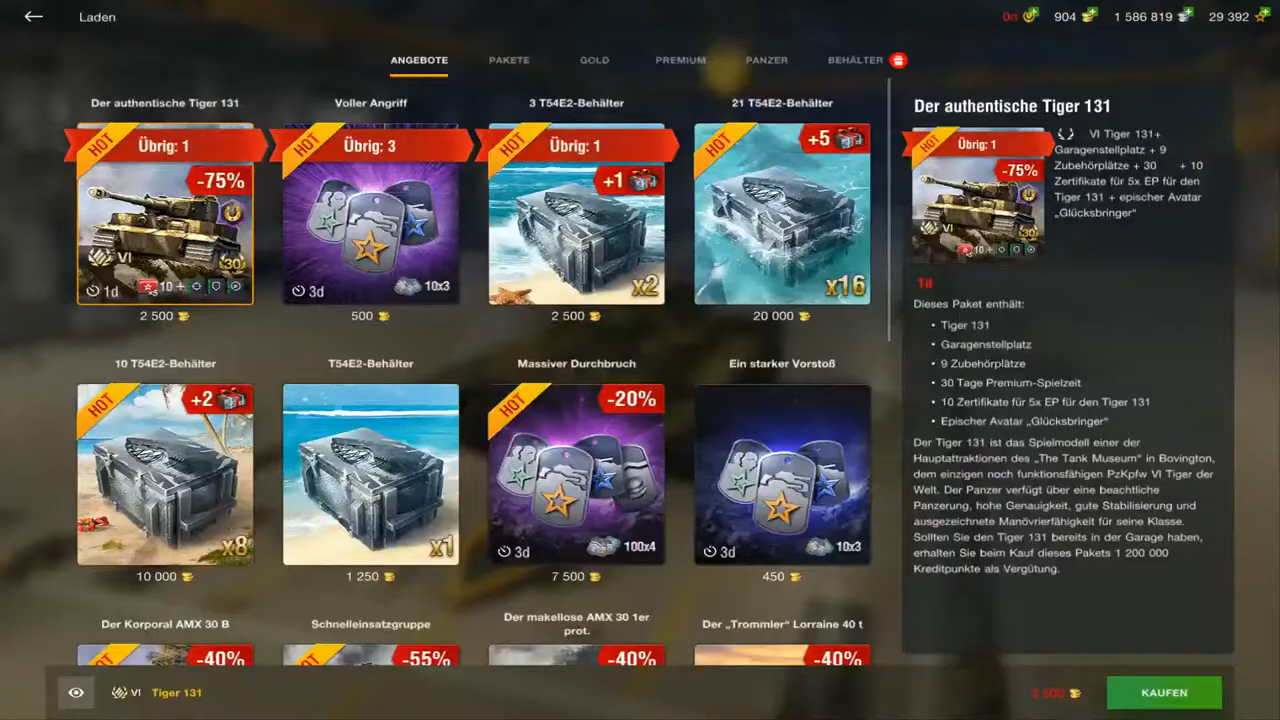 Laden
0d
904
1 586 819
29 392
ANGEBOTE
PAKETE
GOLD
PREMIUM
PANZER
BEHÄLTER
Der authentische Tiger 131
HOT
Übrig: 1
-75%
VI
30
10 +
1d
2 500
Voller Angriff
HOT
Übrig: 3
3d
10x3
500
3 T54E2-Behälter
HOT
Übrig: 1
+1
x2
2 500
21 T54E2-Behälter
HOT
+5
x16
20 000
10 T54E2-Behälter
HOT
+2
x8
10 000
T54E2-Behälter
x1
1 250
Massiver Durchbruch
HOT
-20%
3d
100x4
7 500
Ein starker Vorstoß
3d
10x3
450
Der Korporal AMX 30 B
-40%
Schnelleinsatzgruppe
-55%
Der makellose AMX 30 1er
prot.
-40%
Der „Trommler“ Lorraine 40 t
-40%
Der authentische Tiger 131
HOT
Übrig: 1
-75%
VI
30
10 +
VI Tiger 131+
Garagenstellplatz + 9
Zubehörplätze + 30 + 10
Zertifikate für 5x EP für den
Tiger 131 + epischer Avatar
„Glücksbringer“
1d
Dieses Paket enthält:
• Tiger 131
• Garagenstellplatz
• 9 Zubehörplätze
• 30 Tage Premium-Spielzeit
• 10 Zertifikate für 5x EP für den Tiger 131
• Epischer Avatar „Glücksbringer“
Der Tiger 131 ist das Spielmodell einer der
Hauptattraktionen des „The Tank Museum“ in Bovington,
dem einzigen noch funktionsfähigen PzKpfw VI Tiger der
Welt. Der Panzer verfügt über eine beachtliche
Panzerung, hohe Genauigkeit, gute Stabilisierung und
ausgezeichnete Manövrierfähigkeit für seine Klasse.
Sollten Sie den Tiger 131 bereits in der Garage haben,
erhalten Sie beim Kauf dieses Pakets 1 200 000
Kreditpunkte als Vergütung.
VI Tiger 131
2 500
KAUFEN